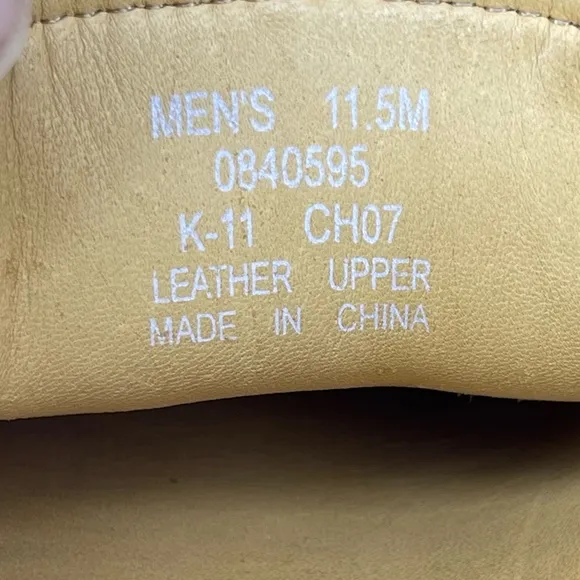 MEN'S 11.5M
0840595
K-11 CH07
LEATHER UPPER
MADE IN CHINA